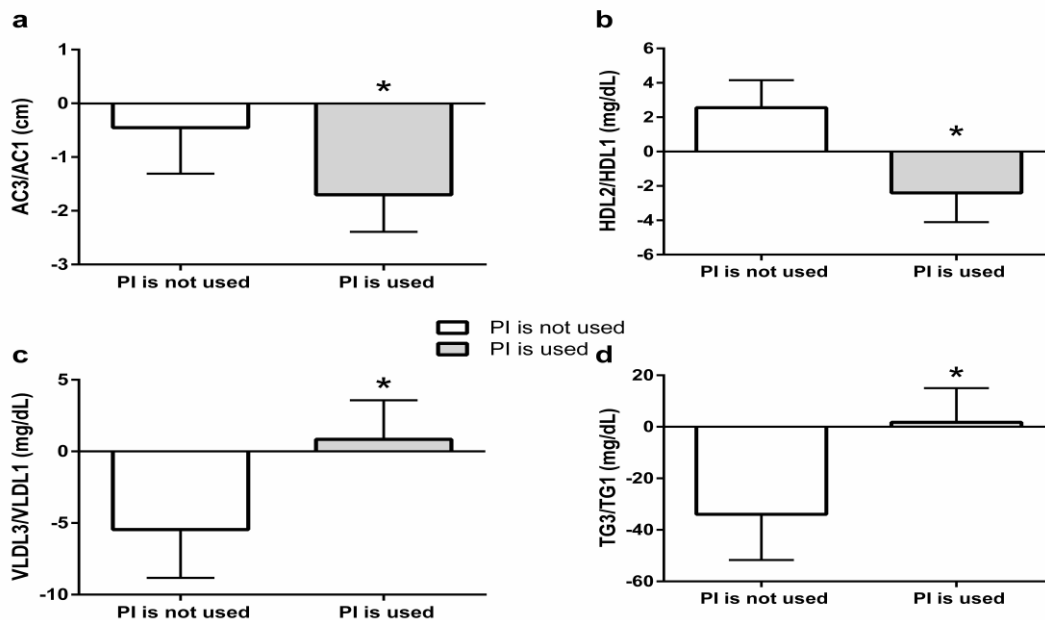 a
AC3/AC1 (cm)
1
0
-1
-2
-3
*
PI is not used
PI is used
b
HDL2/HDL1 (mg/dL)
6
4
2
0
-2
-4
-6
*
PI is not used
PI is used
PI is not used
PI is used
c
VLDL3/VLDL1 (mg/dL)
5
0
-5
-10
*
PI is not used
PI is used
d
TG3/TG1 (mg/dL)
20
0
-20
-40
-60
*
PI is not used
PI is used